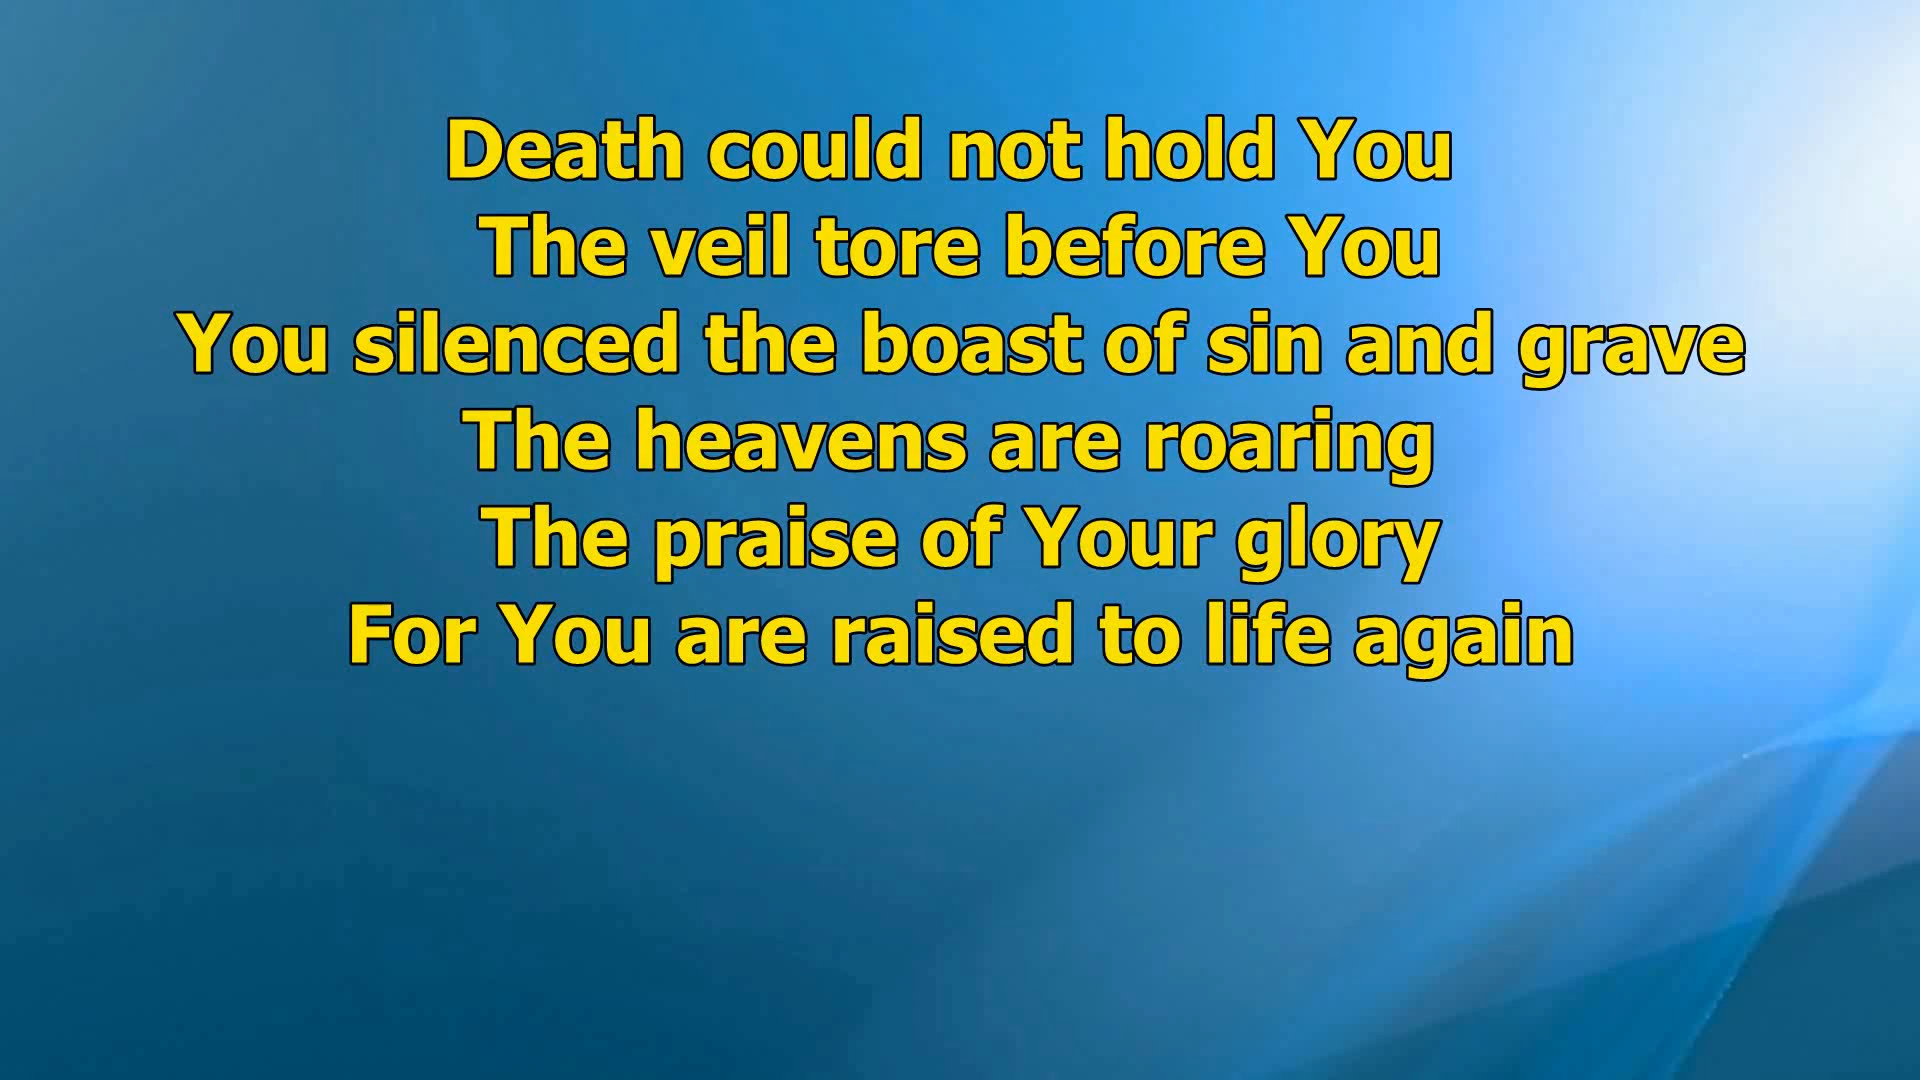 Death could not hold You
The veil tore before You
You silenced the boast of sin and grave
The heavens are roaring
The praise of Your glory
For You are raised to life again